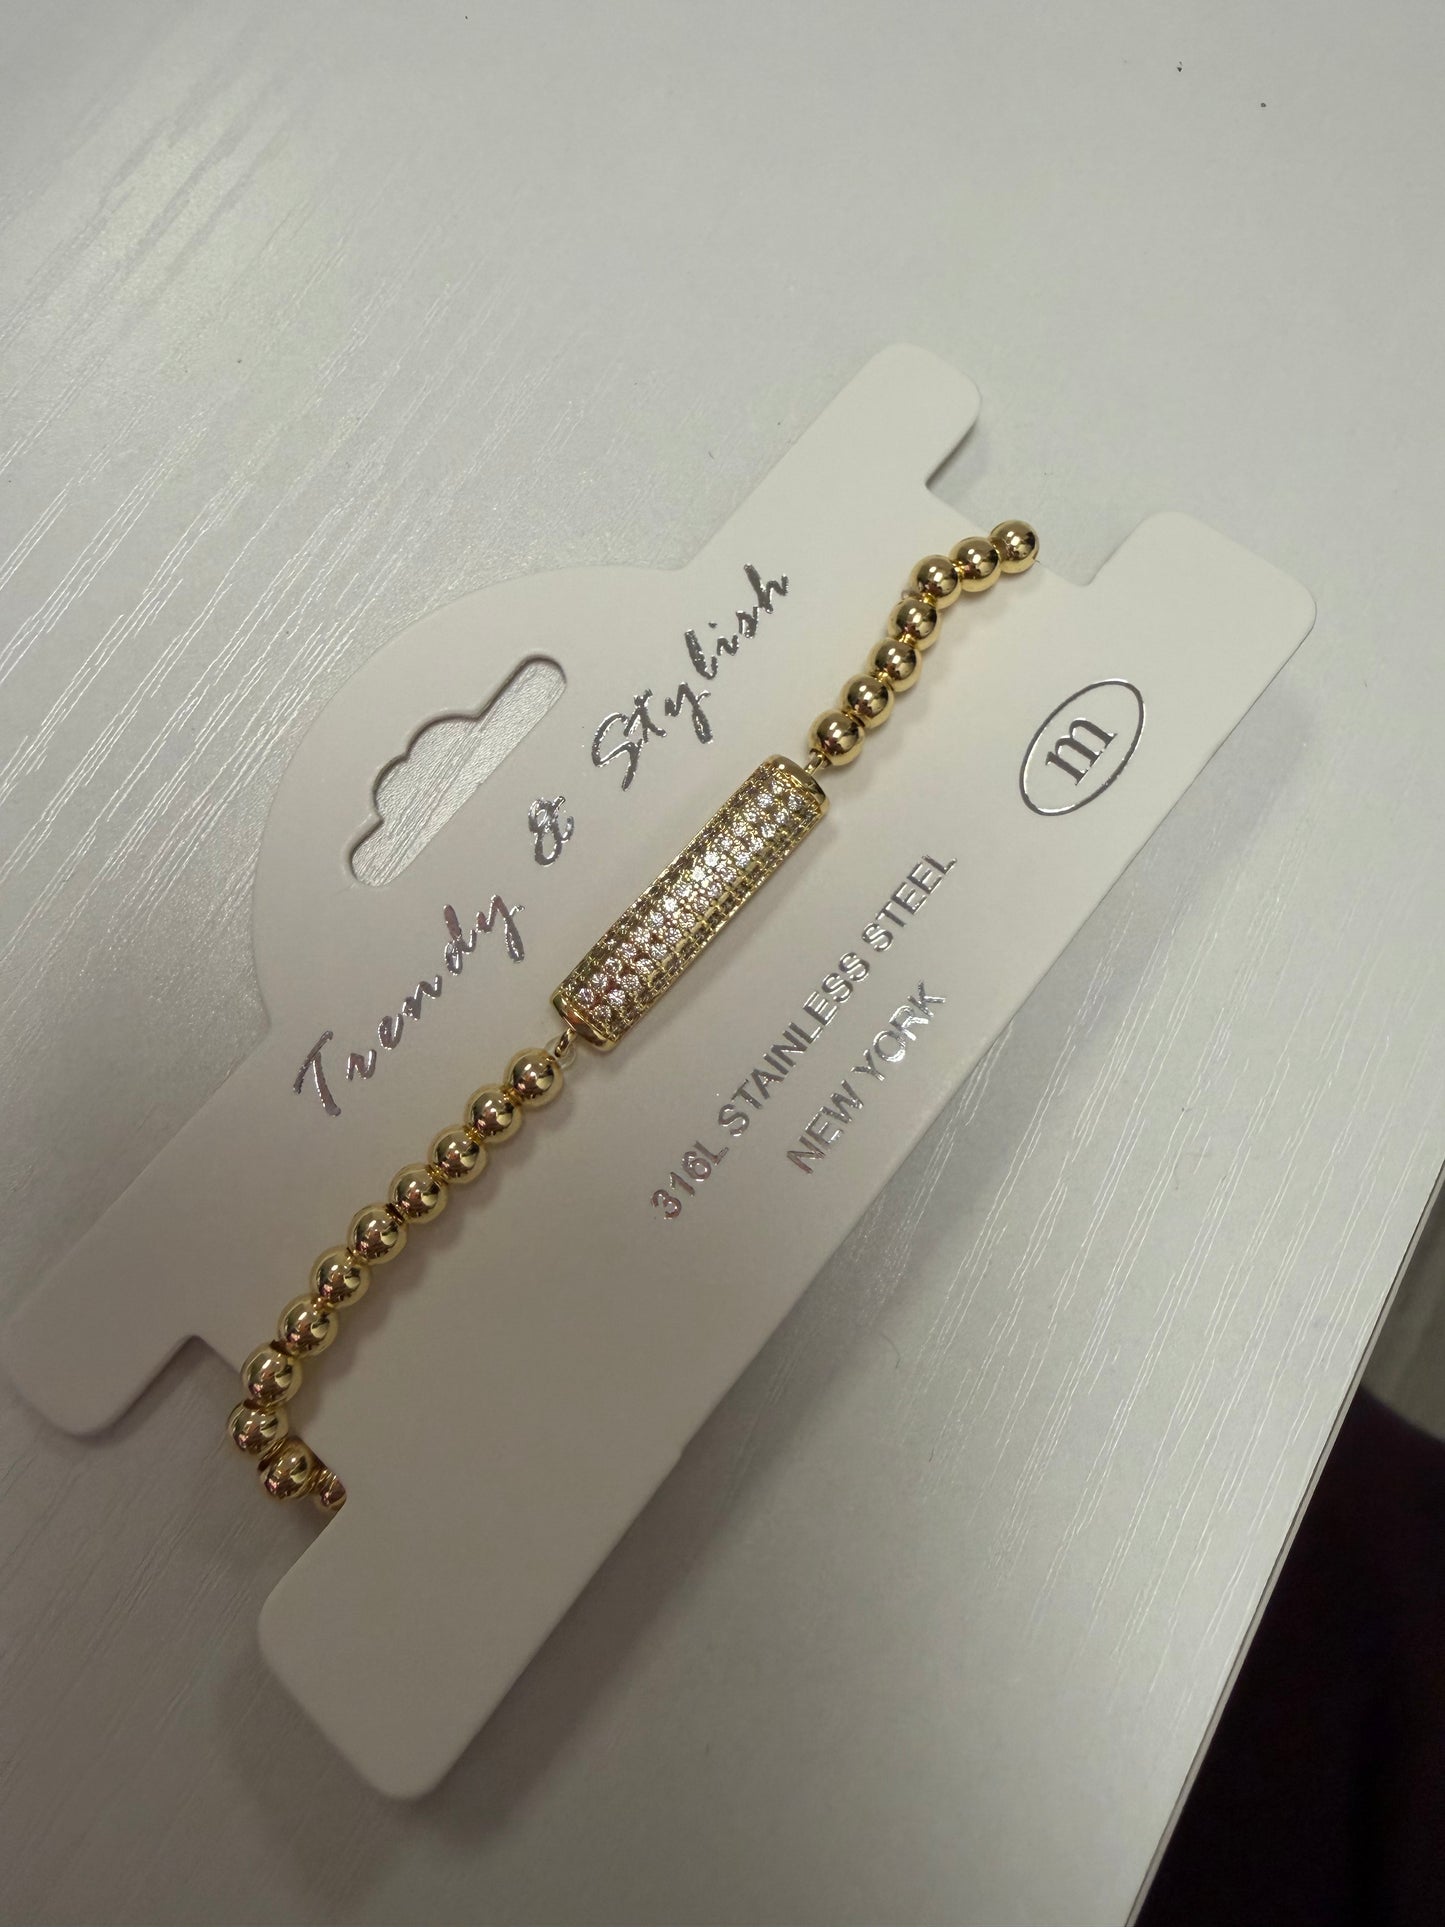 Trendy & Stylish
m
316L STAINLESS STEEL
NEW YORK